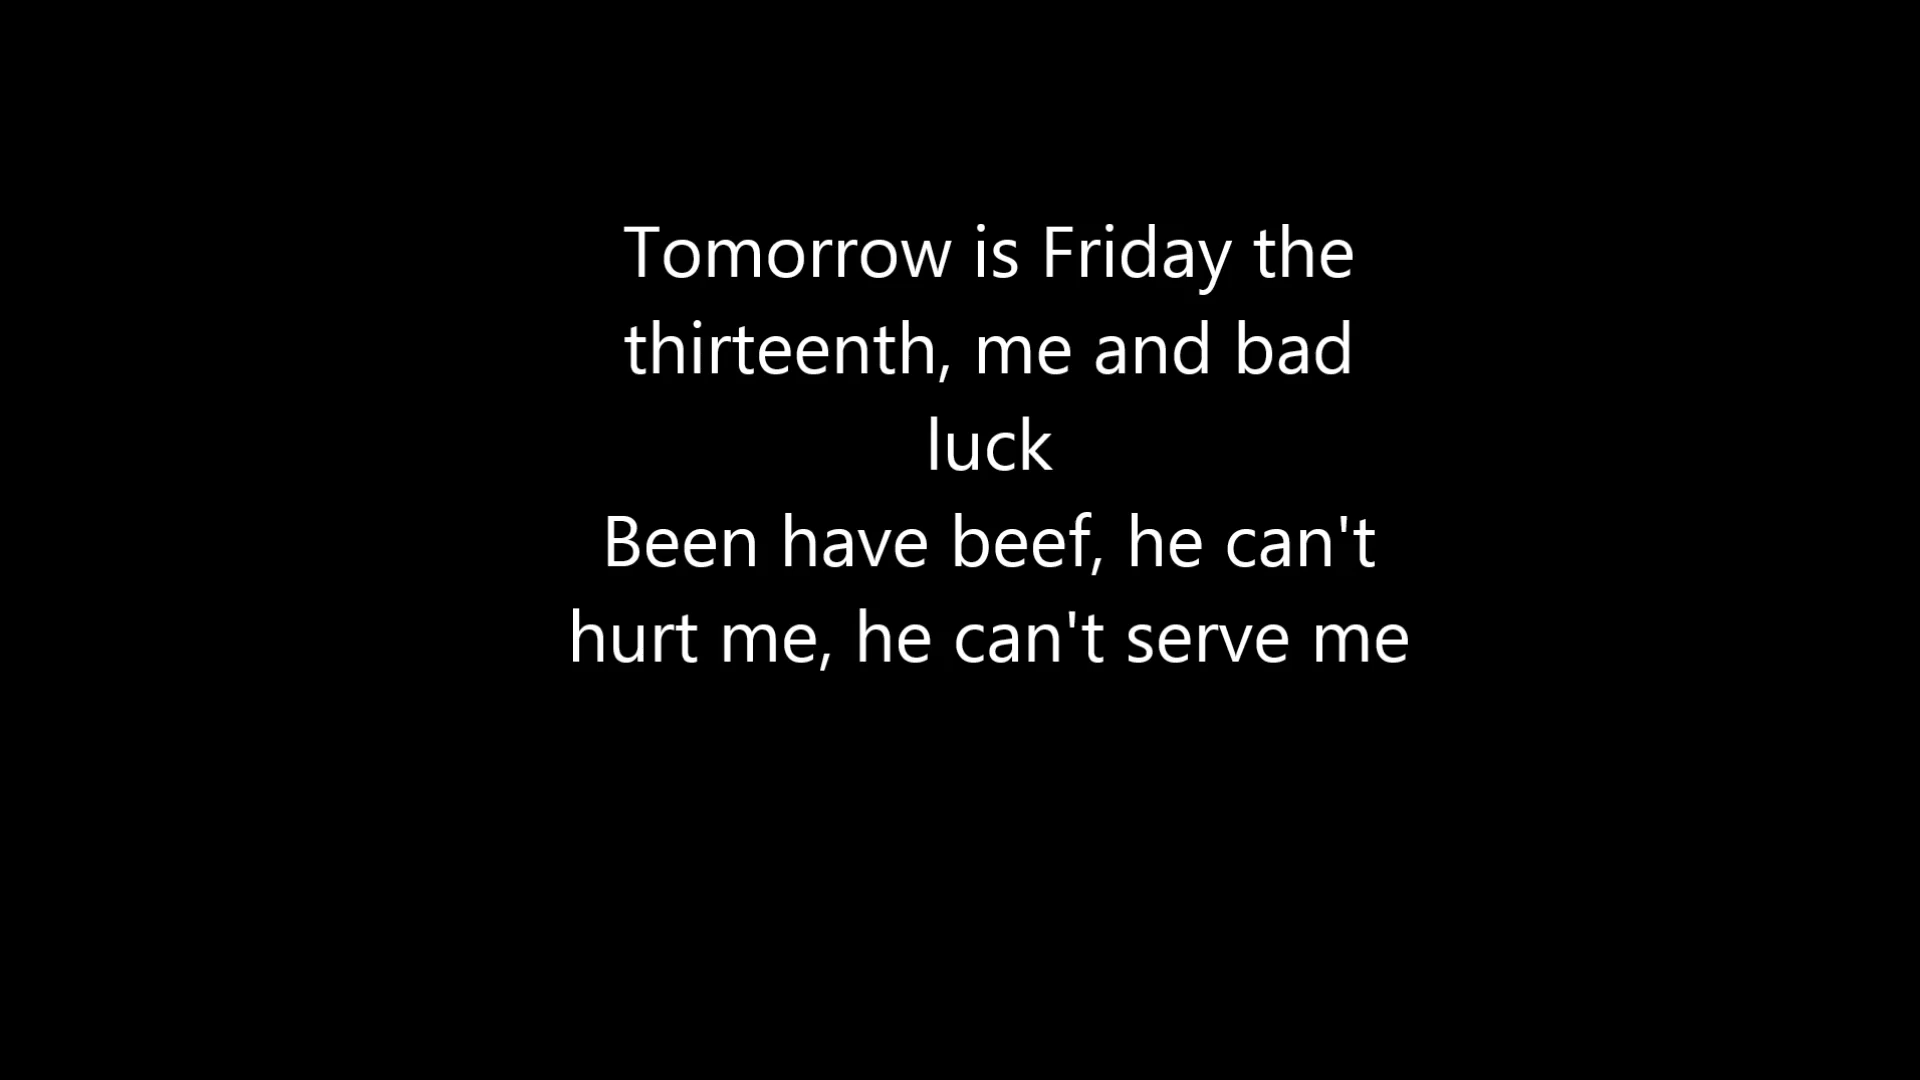 Tomorrow is Friday the
thirteenth, me and bad
luck
Been have beef, he can't
hurt me, he can't serve me